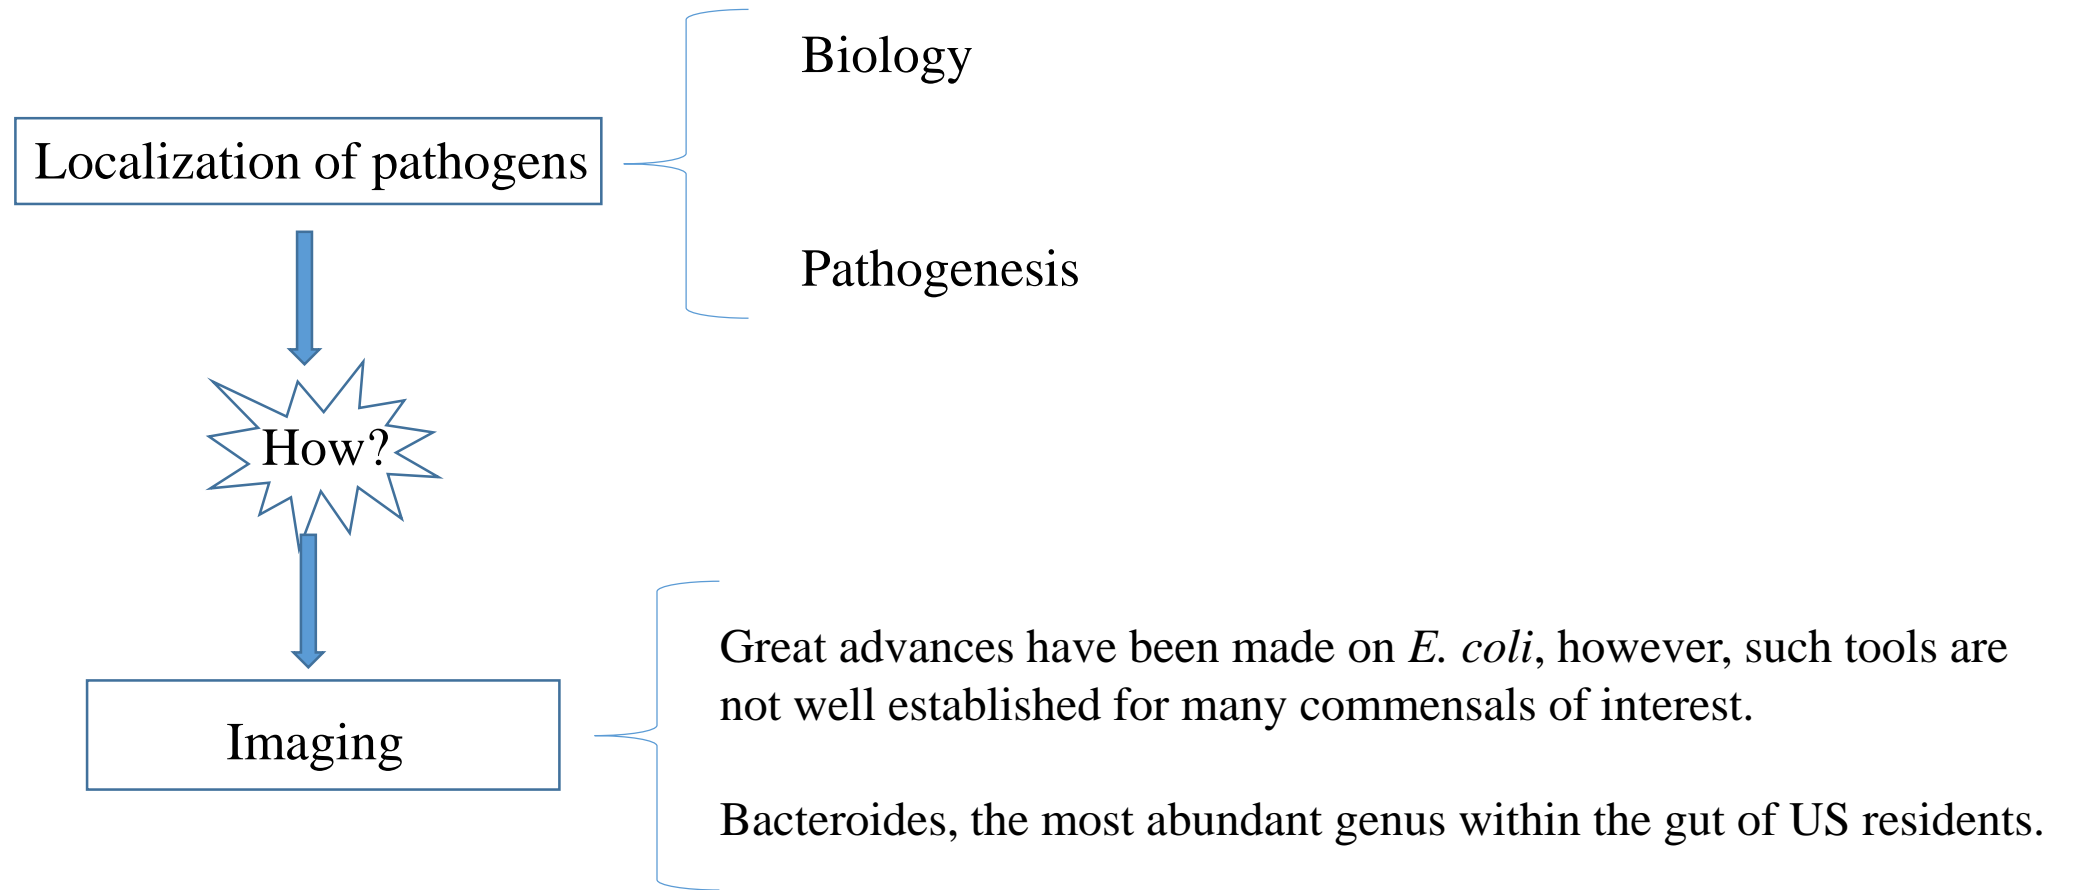 Biology
Localization of pathogens
Pathogenesis
How?
Great advances have been made on E. coli, however, such tools are
not well established for many commensals of interest.
Imaging
Bacteroides, the most abundant genus within the gut of US residents.